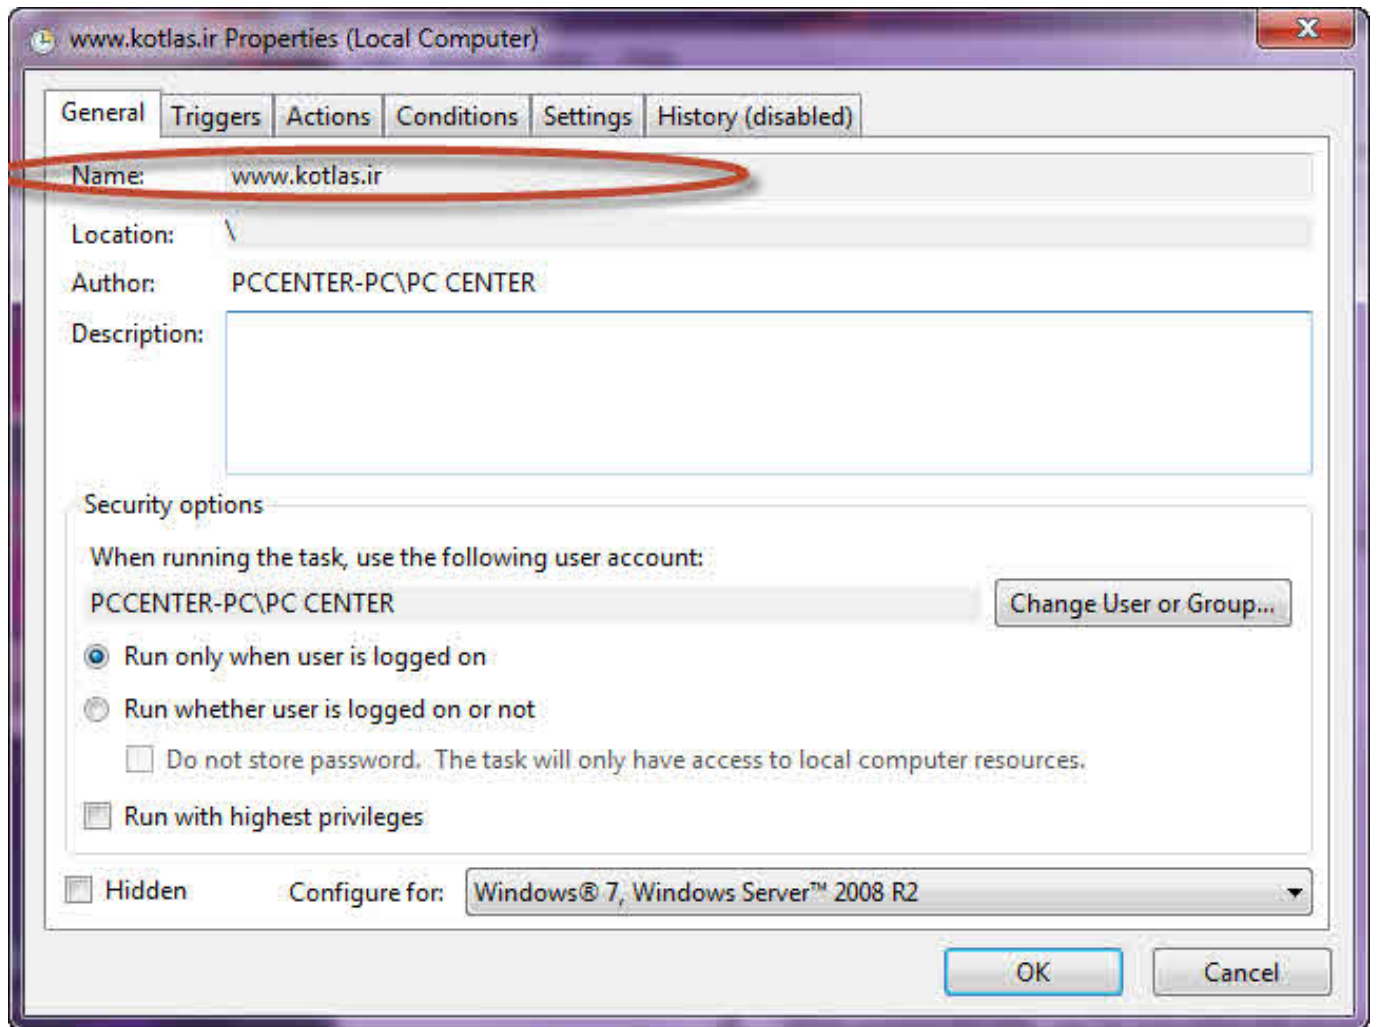 www.kotlas.ir Properties (Local Computer)
X
General Triggers Actions Conditions Settings History (disabled)
Name: www.kotlas.ir
Location: \
Author: PCCENTER-PC\PC CENTER
Description:
Security options
When running the task, use the following user account:
PCCENTER-PC\PC CENTER Change User or Group...
Run only when user is logged on
Run whether user is logged on or not
Do not store password. The task will only have access to local computer resources.
Run with highest privileges
Hidden Configure for: Windows® 7, Windows Server™ 2008 R2
OK Cancel